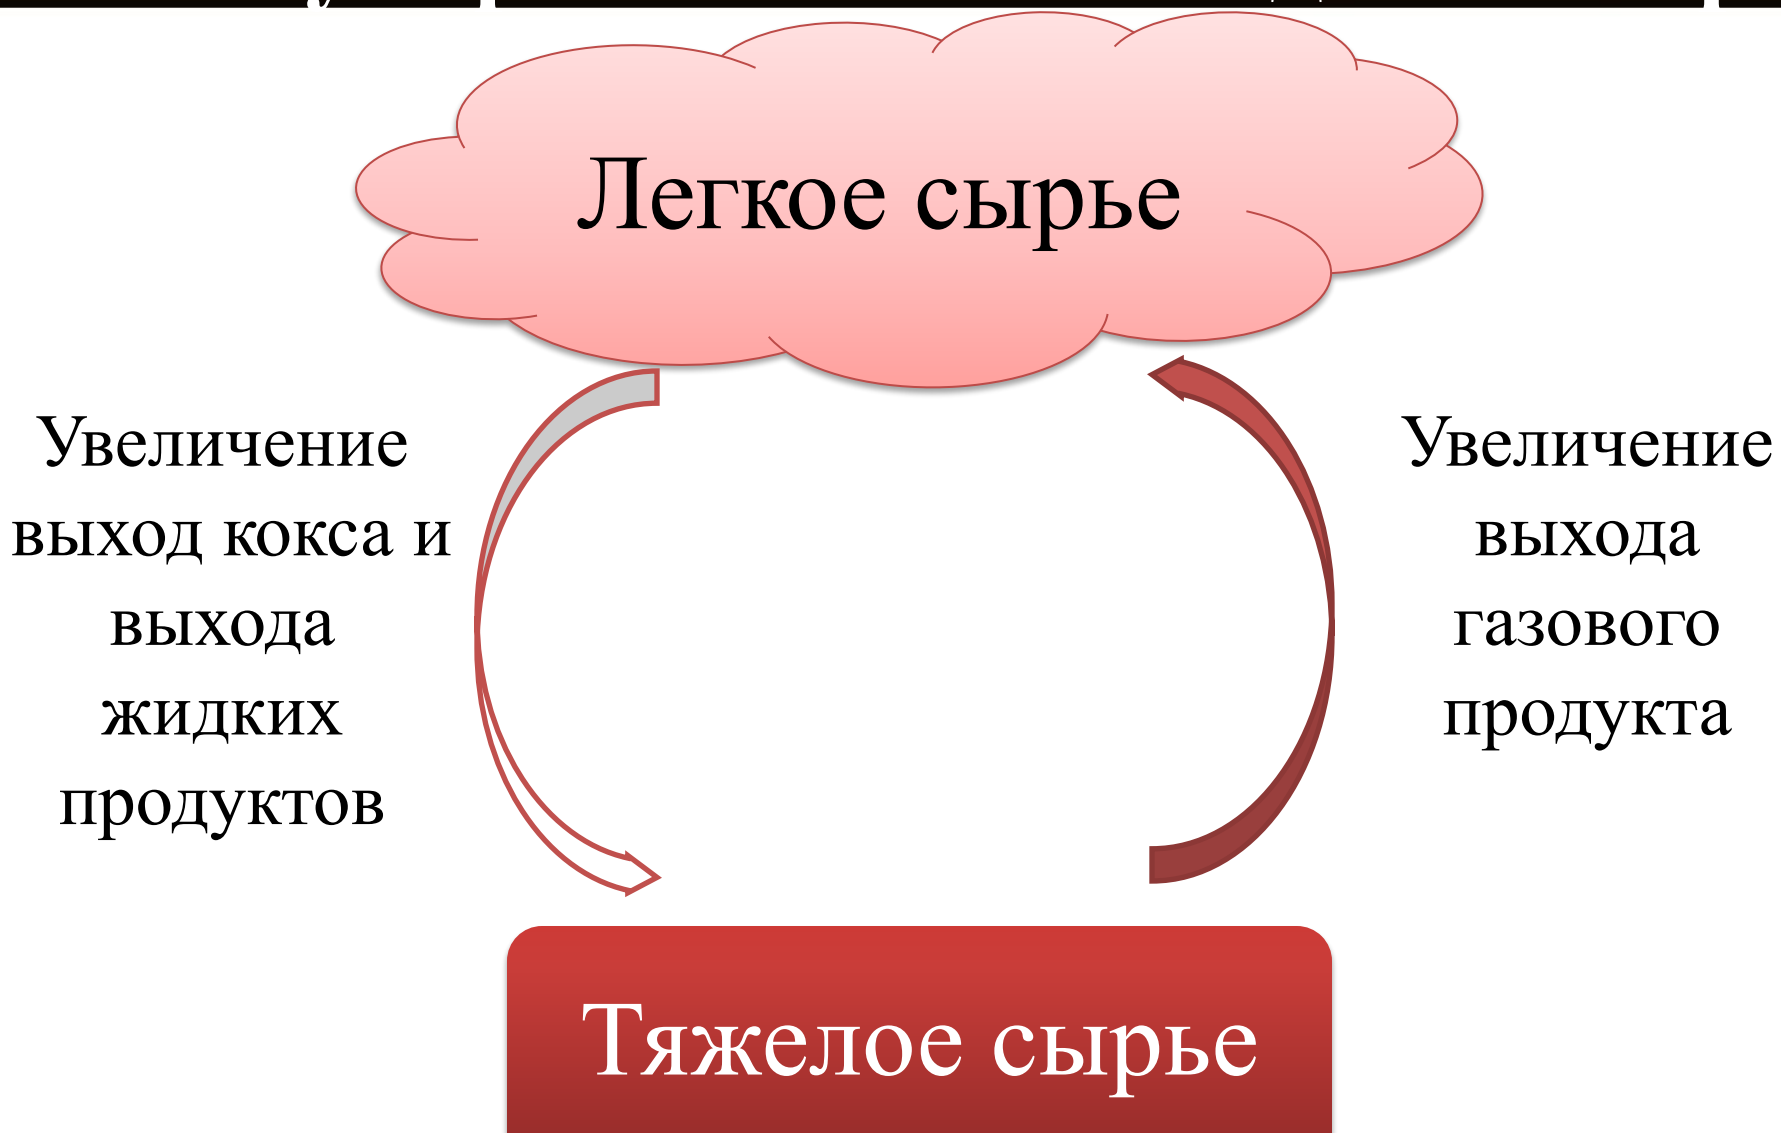 Легкое сырье
Увеличение
выход кокса и
выхода
жидких
продуктов
Увеличение
выхода
газового
продукта
Тяжелое сырье